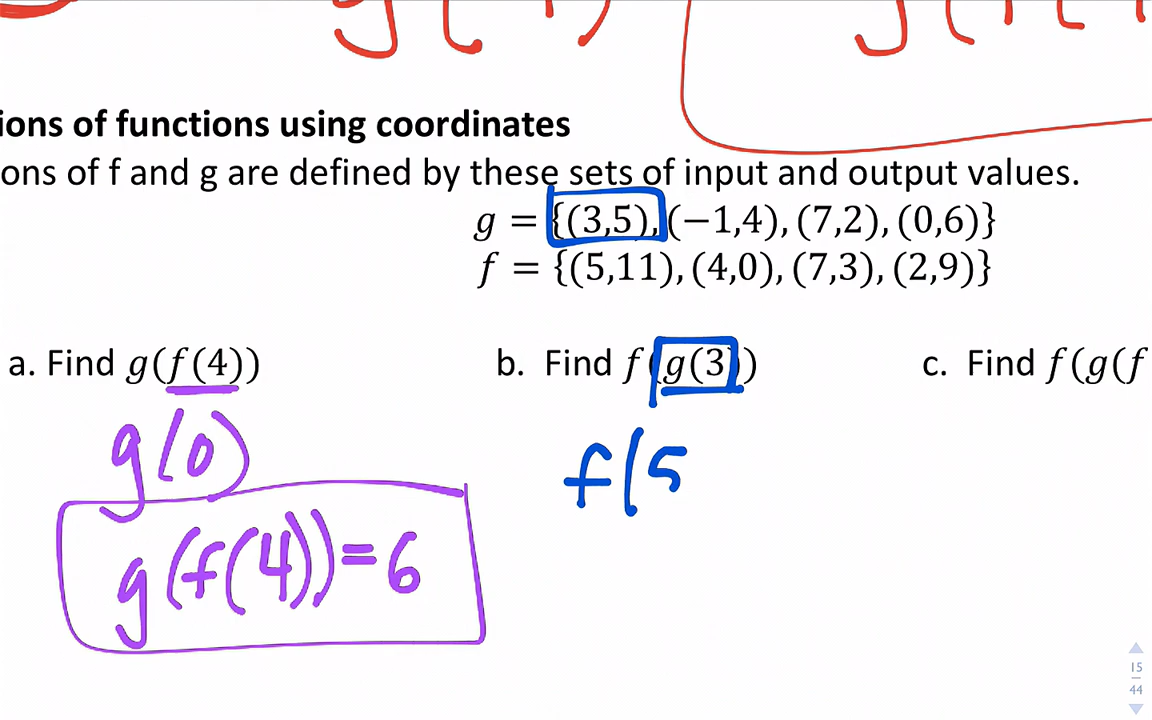 ions of functions using coordinates
ons of f and g are defined by these sets of input and output values.
g = {(3,5),(−1,4),(7,2),(0,6)}
f = {(5,11),(4,0),(7,3),(2,9)}
a. Find g(f(4))
b. Find f(g(3))
c. Find f(g(f
g(0)
g(f(4))=6
f(5
15
44